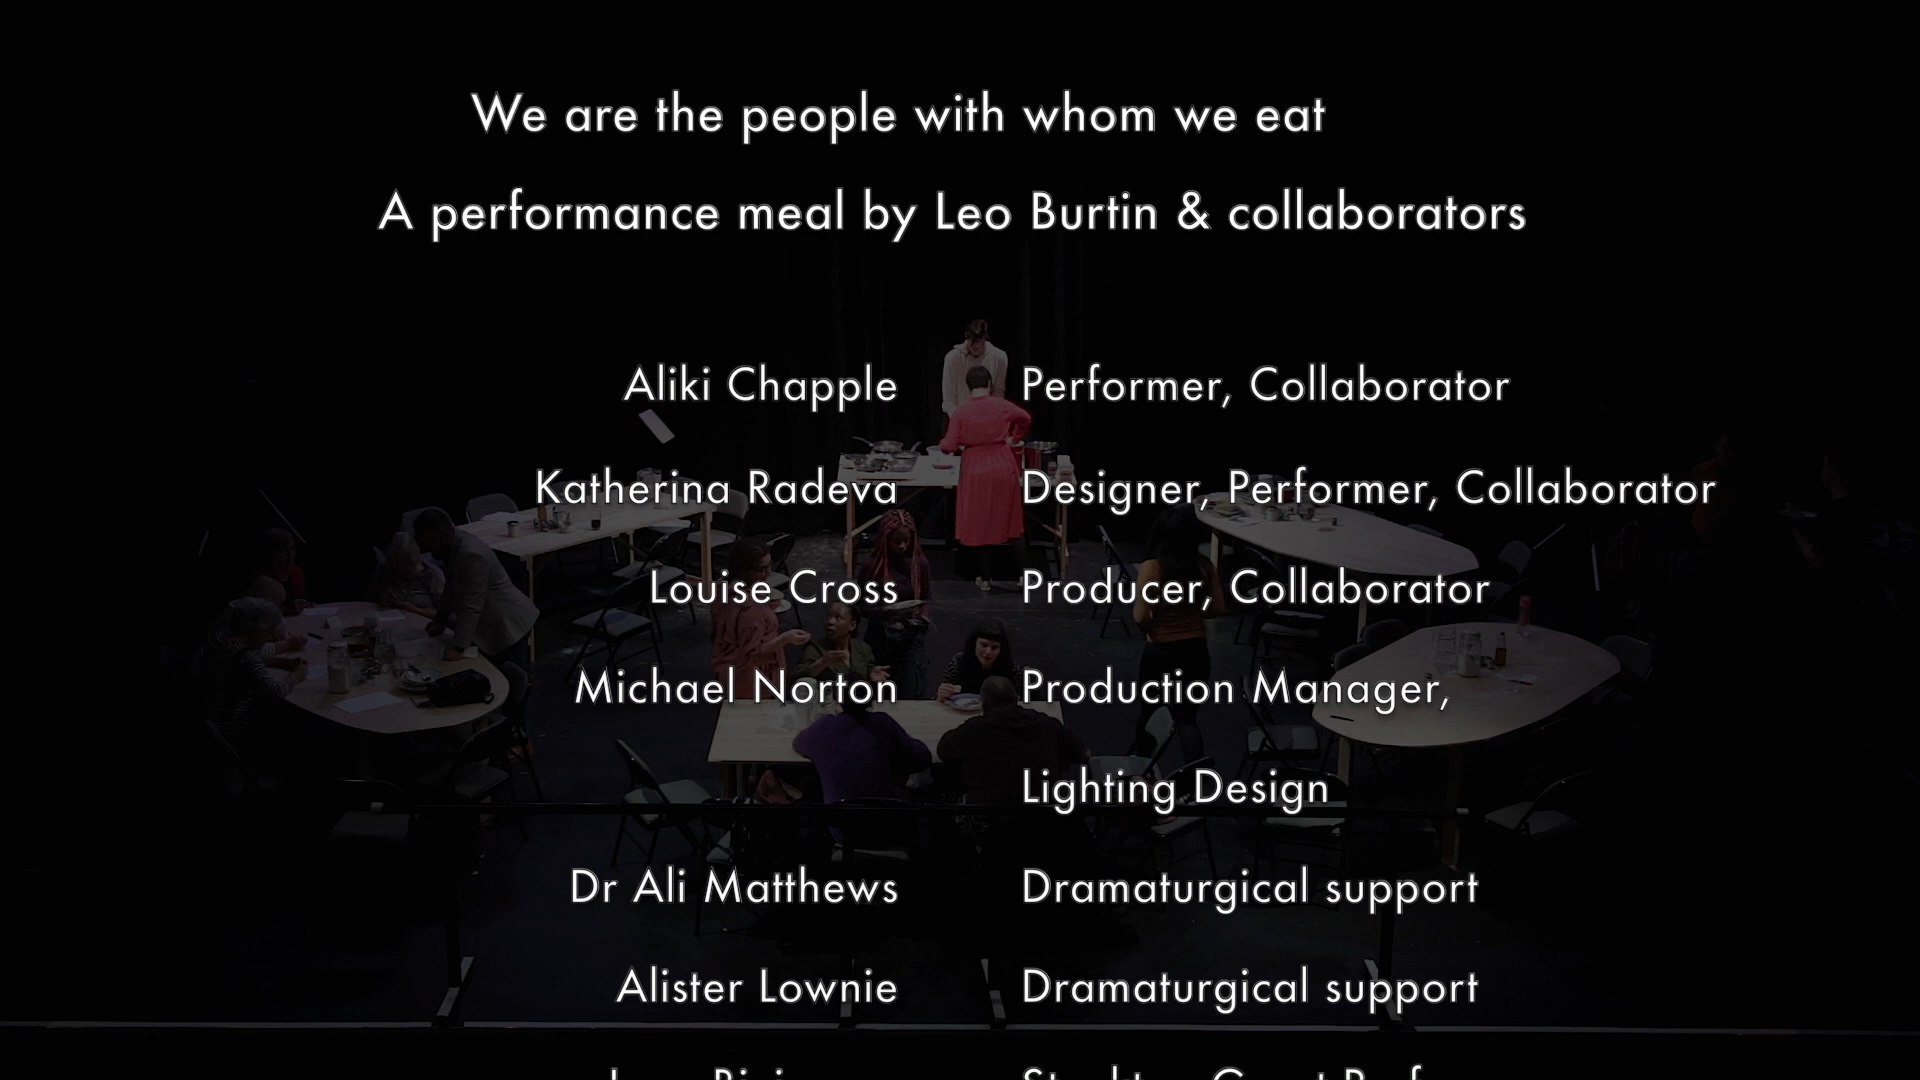 We are the people with whom we eat
A performance meal by Leo Burtin & collaborators
Aliki Chapple Performer, Collaborator
Katherina Radeva Designer, Performer, Collaborator
Louise Cross Producer, Collaborator
Michael Norton Production Manager,
Lighting Design
Dr Ali Matthews Dramaturgical support
Alister Lownie Dramaturgical support